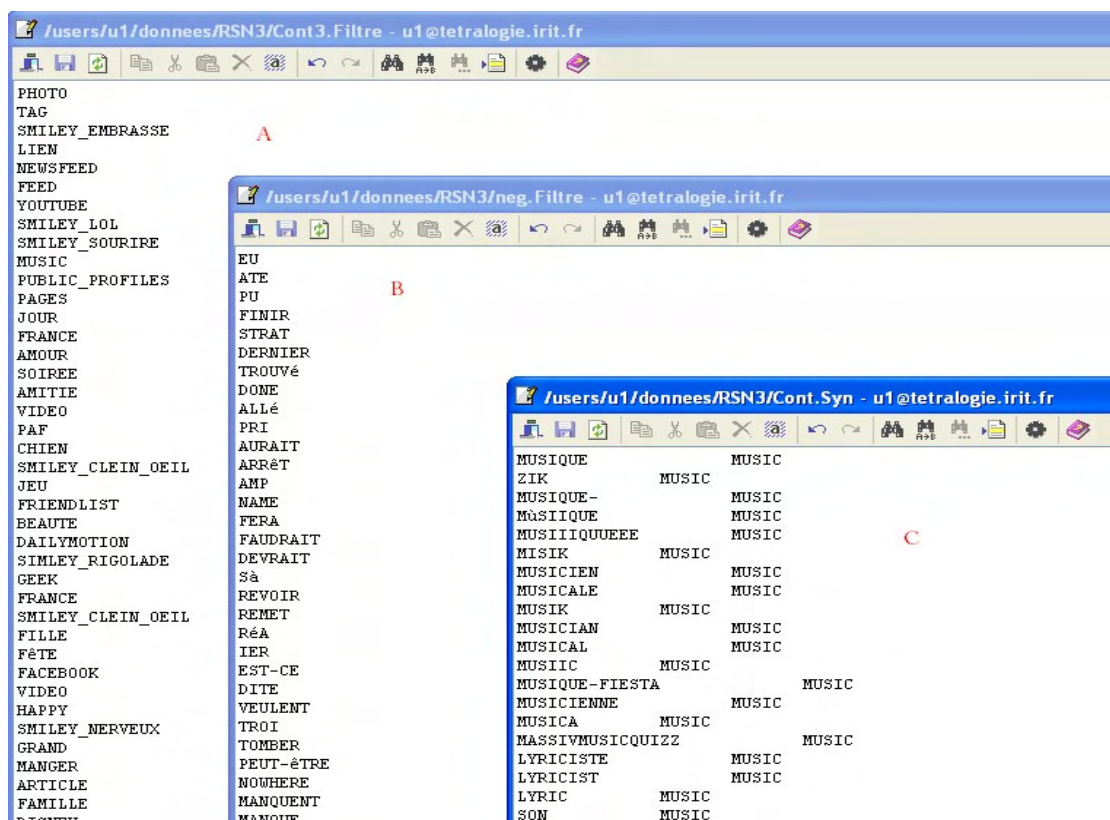 /users/u1/donnees/RSN3/Cont3.Filtre - u1@tetralogie.irit.fr
PHOTO
TAG
SMILEY_EMBRASSE
LIEN
NEWSFEED
FEED
YOUTUBE
SMILEY_LOL
SMILEY_SOURIRE
MUSIC
PUBLIC_PROFILES
PAGES
JOUR
FRANCE
AMOUR
SOIREE
AMITIE
VIDEO
PAF
CHIEN
SMILEY_CLEIN_OEIL
JEU
FRIENDLIST
BEAUTE
DAILYMOTION
SIMLEY_RIGOLADE
GEEK
FRANCE
SMILEY_CLEIN_OEIL
FILLE
FêTE
FACEBOOK
VIDEO
HAPPY
SMILEY_NERVEUX
GRAND
MANGER
ARTICLE
FAMILLE
A
/users/u1/donnees/RSN3/neg.Filtre - u1@tetralogie.irit.fr
EU
ATE
PU
FINIR
STRAT
DERNIER
TROUVé
DONE
ALLé
PRI
AURAIT
ARRêT
AMP
NAME
FERA
FAUDRAIT
DEVRAIT
Sà
REVOIR
REMET
RéA
IER
EST-CE
DITE
VEULENT
TROI
TOMBER
PEUT-êTRE
NOWHERE
MANQUENT
MANQUE
B
/users/u1/donnees/RSN3/Cont.Syn - u1@tetralogie.irit.fr
MUSIQUE MUSIC
ZIK MUSIC
MUSIQUE- MUSIC
MùSIIQUE MUSIC
MUSIIIQUUEEE MUSIC
MISIK MUSIC
MUSICIEN MUSIC
MUSICALE MUSIC
MUSIK MUSIC
MUSICIAN MUSIC
MUSICAL MUSIC
MUSIIC MUSIC
MUSIQUE-FIESTA MUSIC
MUSICIENNE MUSIC
MUSICA MUSIC
MASSIVMUSICQUIZZ MUSIC
LYRICISTE MUSIC
LYRICIST MUSIC
LYRIC MUSIC
SON MUSIC
C